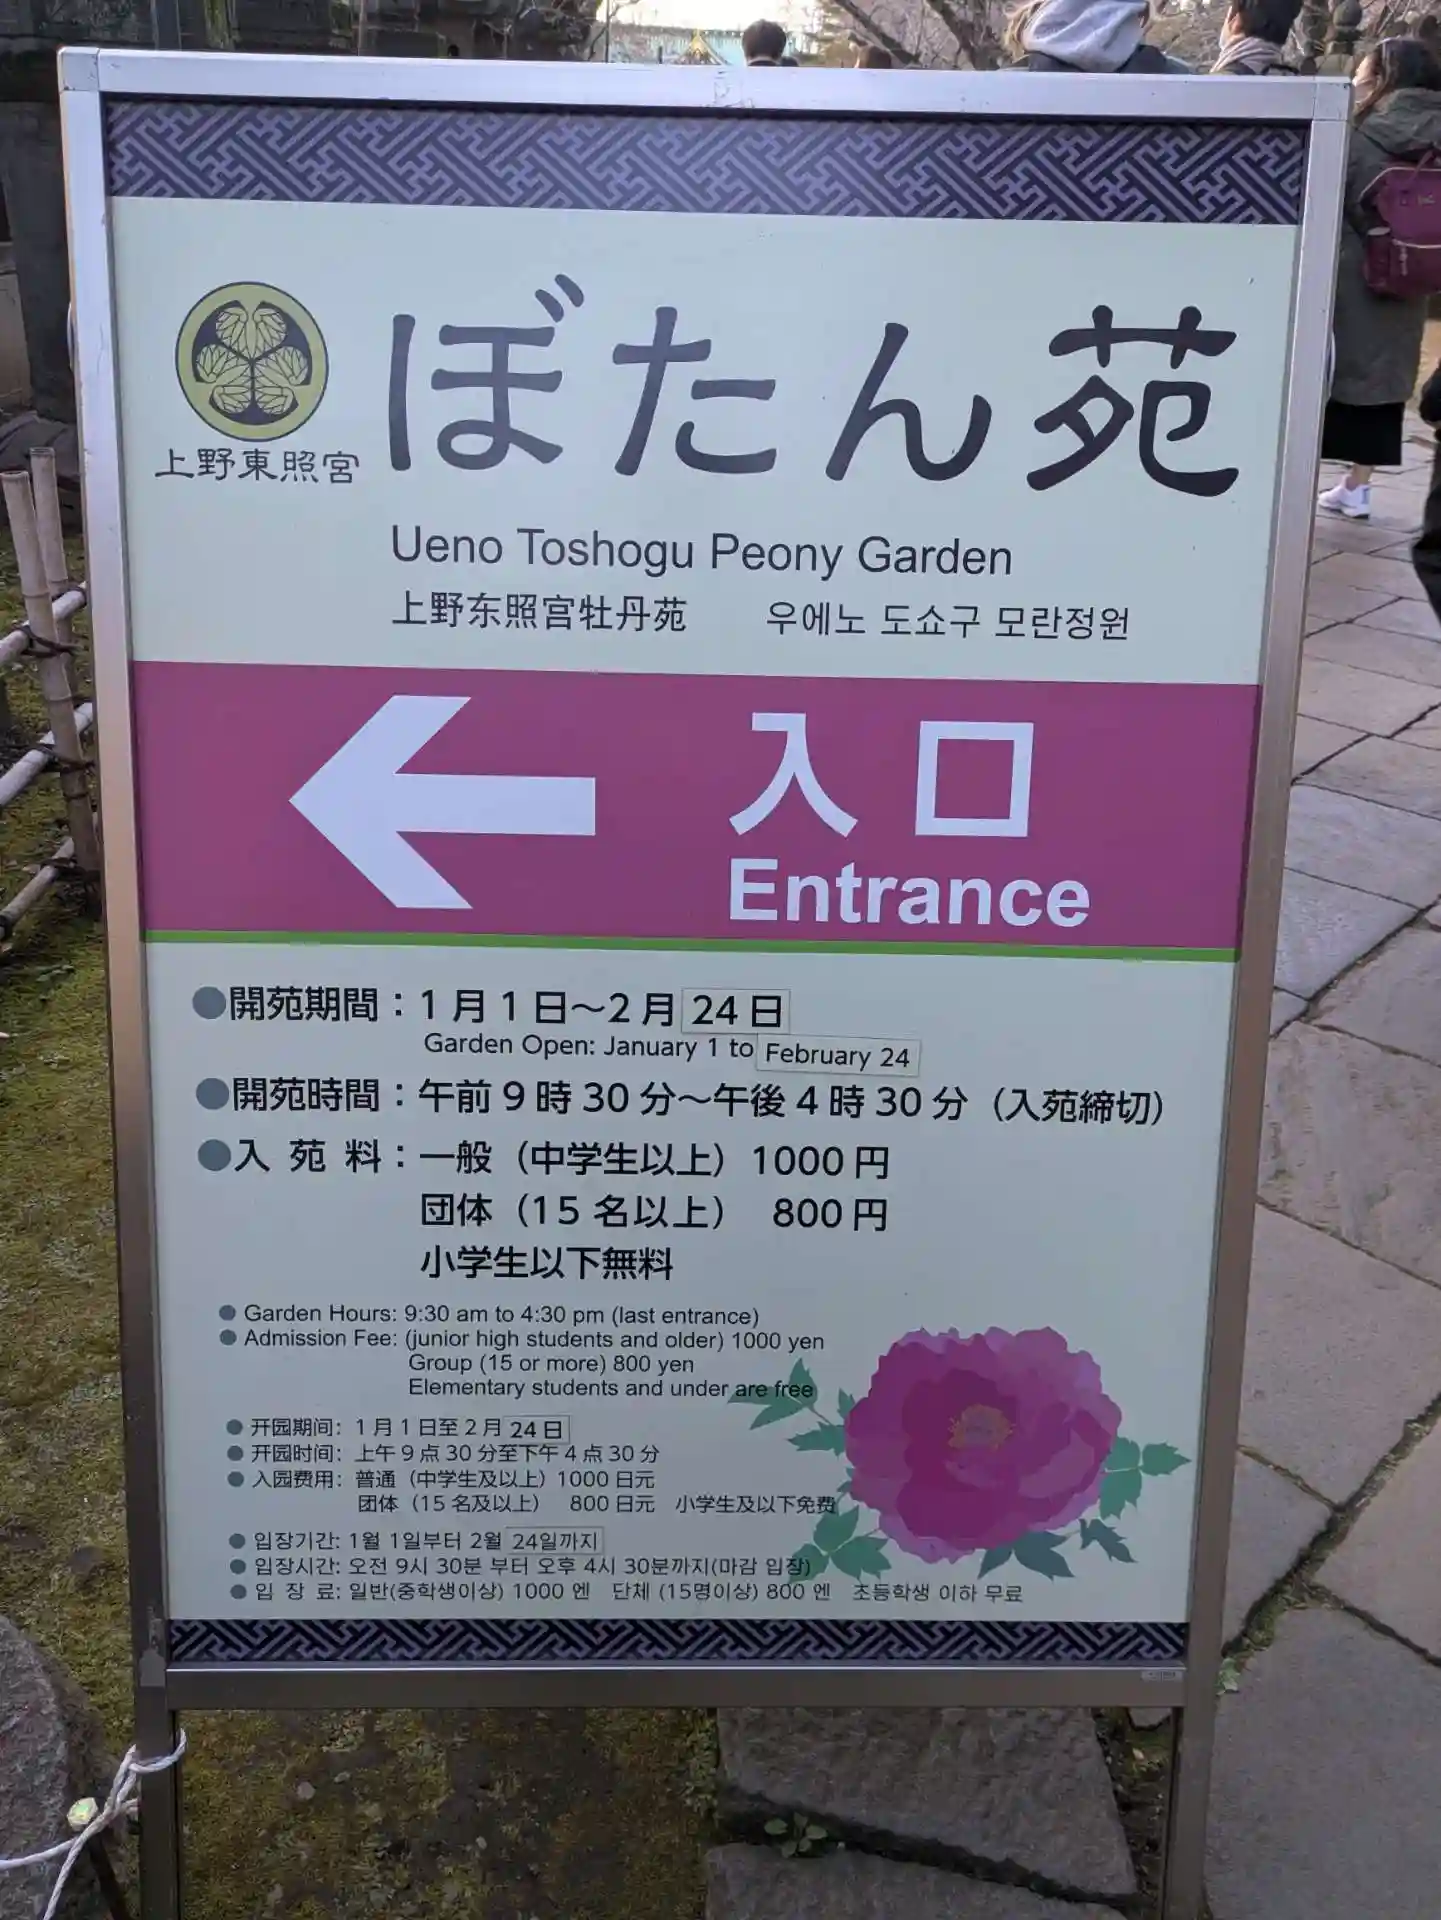 ぼたん苑
上野東照宮
Ueno Toshogu Peony Garden
上野东照宫牡丹苑 우에노 도쇼구 모란정원
入口
Entrance
●開苑期間：1月1日～2月24日
Garden Open: January 1 to February 24
●開苑時間：午前9時30分～午後4時30分（入苑締切）
●入苑料：一般（中学生以上）1000円
団体（15名以上） 800円
小学生以下無料
● Garden Hours: 9:30 am to 4:30 pm (last entrance)
● Admission Fee: (junior high students and older) 1000 yen
Group (15 or more) 800 yen
Elementary students and under are free
● 开园期间：1月1日至2月24日
● 开园时间：上午9点30分至下午4点30分
● 入园费用：普通（中学生及以上）1000日元
团体（15名及以上） 800日元 小学生及以下免费
● 입장기간: 1월 1일부터 2월 24일까지
● 입장시간: 오전 9시 30분 부터 오후 4시 30분까지(마감 입장)
● 입 장 료: 일반(중학생이상) 1000 엔 단체 (15명이상) 800 엔 초등학생 이하 무료